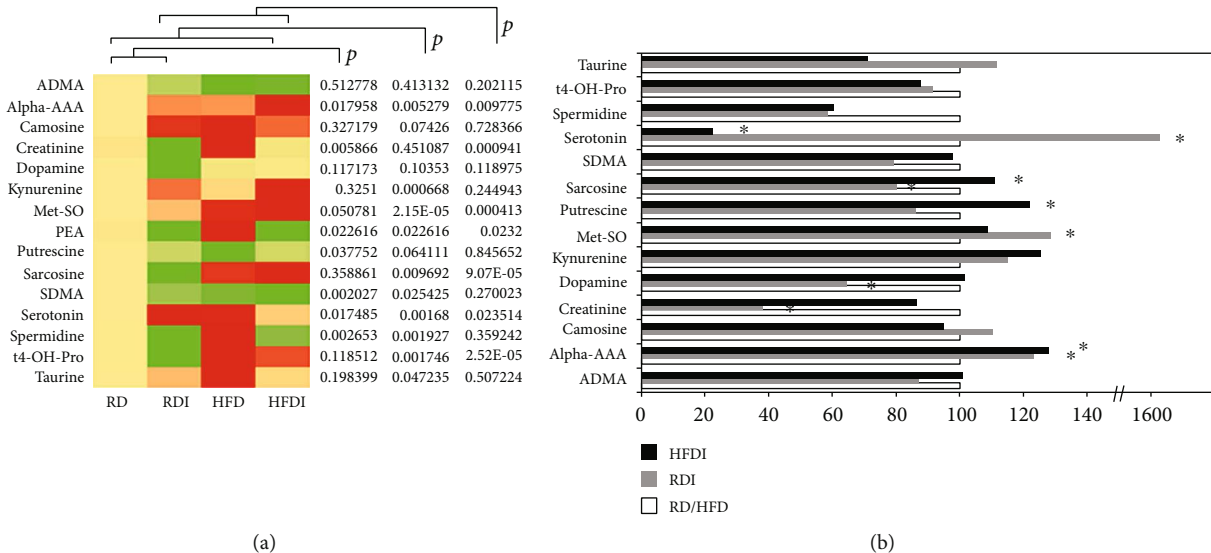 p
p
p
ADMA 0.512778 0.413132 0.202115
Alpha-AAA 0.017958 0.005279 0.009775
Camosine 0.327179 0.07426 0.728366
Creatinine 0.005866 0.451087 0.000941
Dopamine 0.117173 0.10353 0.118975
Kynurenine 0.3251 0.000668 0.244943
Met-SO 0.050781 2.15E-05 0.000413
PEA 0.022616 0.022616 0.0232
Putrescine 0.037752 0.064111 0.845652
Sarcosine 0.358861 0.009692 9.07E-05
SDMA 0.002027 0.025425 0.270023
Serotonin 0.017485 0.00168 0.023514
Spermidine 0.002653 0.001927 0.359242
t4-OH-Pro 0.118512 0.001746 2.52E-05
Taurine 0.198399 0.047235 0.507224
RD RDI HFD HFDI
(a)
Taurine
t4-OH-Pro
Spermidine
Serotonin * *
SDMA
Sarcosine * *
Putrescine *
Met-SO *
Kynurenine
Dopamine *
Creatinine *
Camosine
Alpha-AAA * *
ADMA
0 20 40 60 80 100 120 140 1600
HFDI
RDI
RD/HFD
(b)